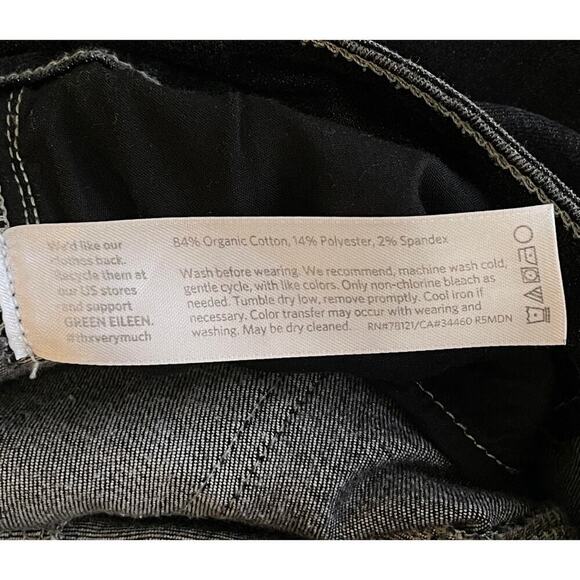 We'd like our
clothes back.
Recycle them at
our US stores
and support
GREEN EILEEN.
#thxverymuch
84% Organic Cotton, 14% Polyester, 2% Spandex
Wash before wearing. We recommend, machine wash cold,
gentle cycle, with like colors. Only non-chlorine bleach as
needed. Tumble dry low, remove promptly. Cool iron if
necessary. Color transfer may occur with wearing and
washing. May be dry cleaned.
RN#78121/CA#34460 R5MDN